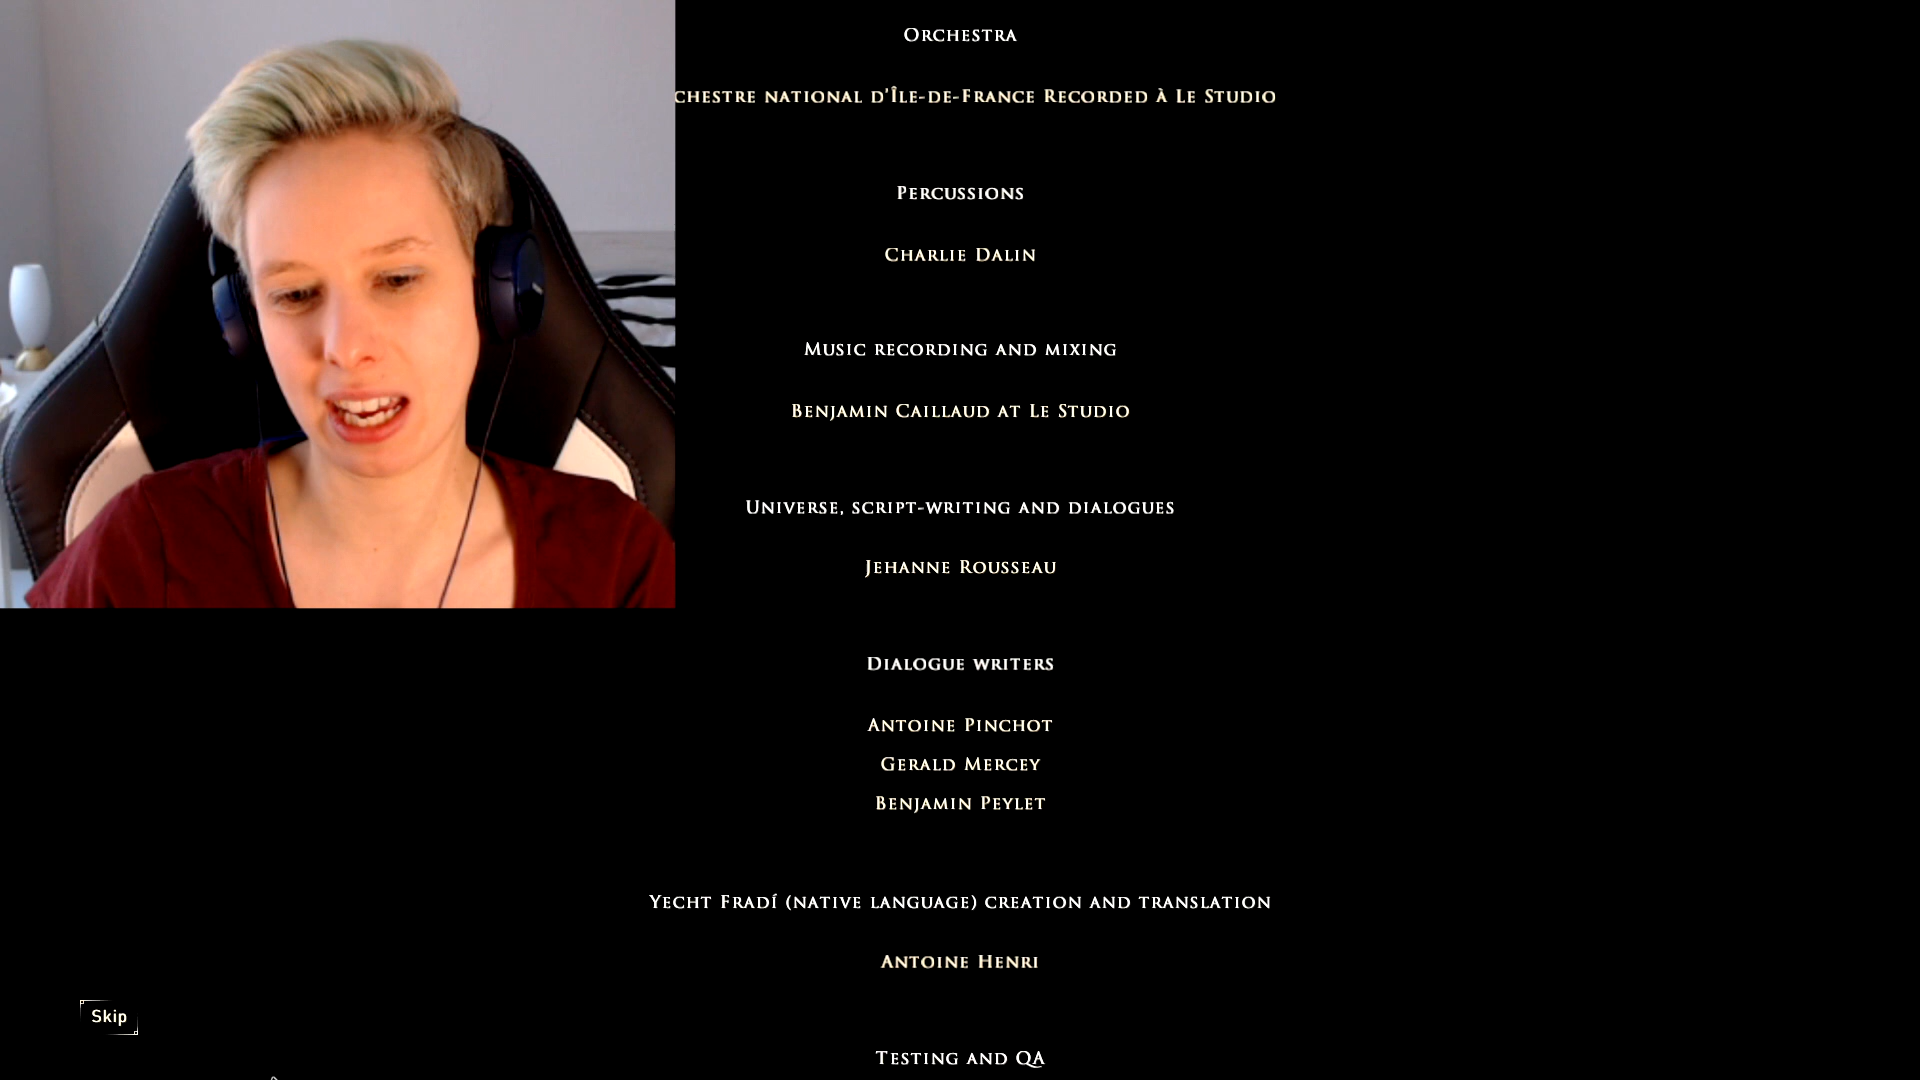 Orchestra
chestre national d'Île-de-France Recorded à Le Studio
Percussions
Charlie Dalin
Music recording and mixing
Benjamin Caillaud at Le Studio
Universe, script-writing and dialogues
Jehanne Rousseau
Dialogue writers
Antoine Pinchot
Gerald Mercey
Benjamin Peylet
Yecht Fradí (native language) creation and translation
Antoine Henri
Skip
Testing and QA